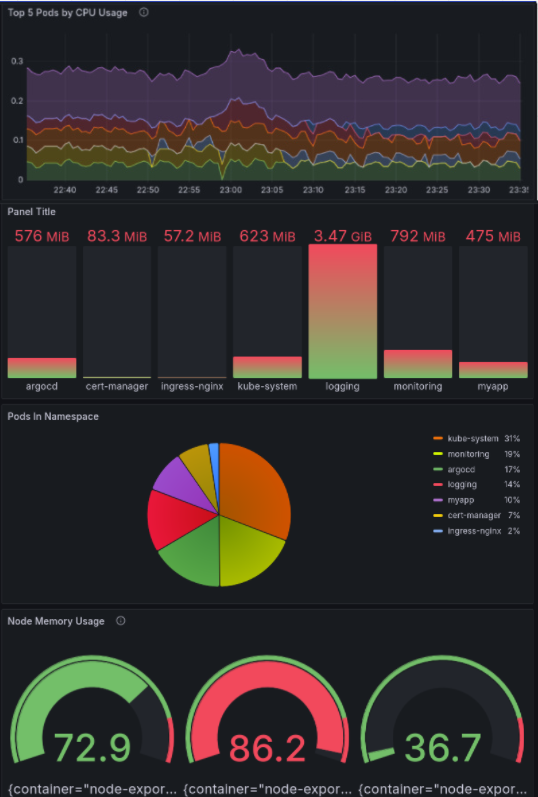 Top 5 Pods by CPU Usage
0.3
0.2
0.1
0
22:40 22:45 22:50 22:55 23:00 23:05 23:10 23:15 23:20 23:25 23:30
Panel Title
576 MiB 83.3 MiB 57.2 MiB 623 MiB 3.47 GiB 792 MiB 475 MiB
argocd cert-manager ingress-nginx kube-system logging monitoring myapp
Pods In Namespace
kube-system 31%
monitoring 19%
argocd 17%
logging 14%
myapp 10%
cert-manager 7%
ingress-nginx 2%
Node Memory Usage
72.9 86.2 36.7
{container="node-expor... {container="node-expor... {container="node-expor...